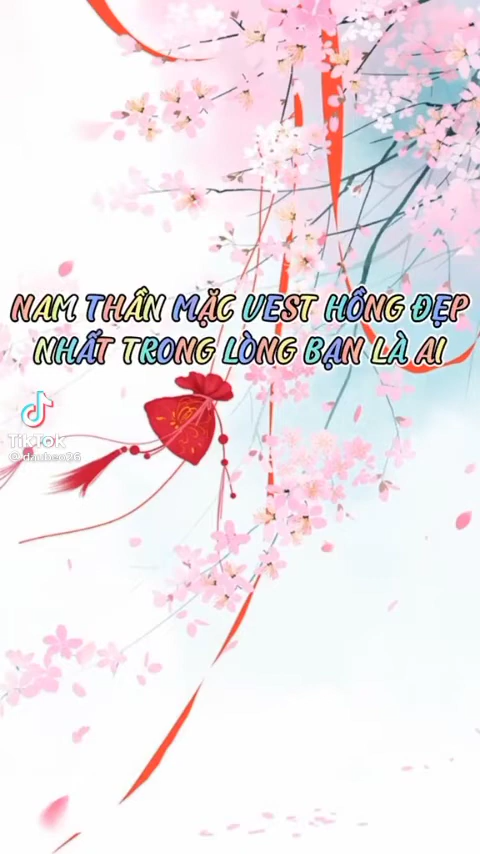 NAM THẦN MẶC VEST HỒNG ĐẸP
NHẤT TRONG LÒNG BẠN LÀ AI
TikTok